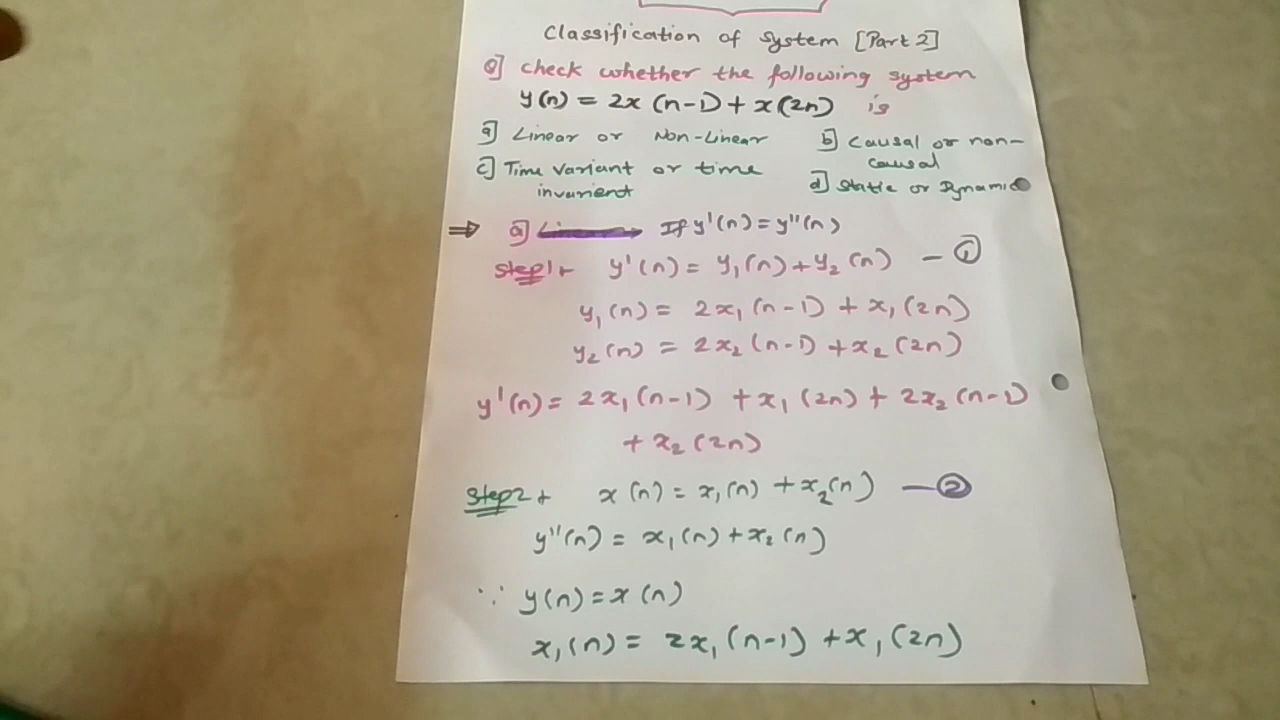 Classification of System [Part 2]
Q] check whether the following system
y(n) = 2x (n-1) + x(2n) is
a] Linear or Non-Linear
b] Causal or non-
causal
c] Time Variant or time
invarient
d] Static or Dynamic
⇒ a] If y'(n) = y''(n)
Step1+ y'(n) = y₁(n) + y₂(n) — ①
y₁(n) = 2x₁(n-1) + x₁(2n)
y₂(n) = 2x₂(n-1) + x₂(2n)
y'(n) = 2x₁(n-1) + x₁(2n) + 2x₂(n-1)
+ x₂(2n)
Step2+ x(n) = x₁(n) + x₂(n) — ②
y''(n) = x₁(n) + x₂(n)
∵ y(n) = x(n)
x₁(n) = 2x₁(n-1) + x₁(2n)